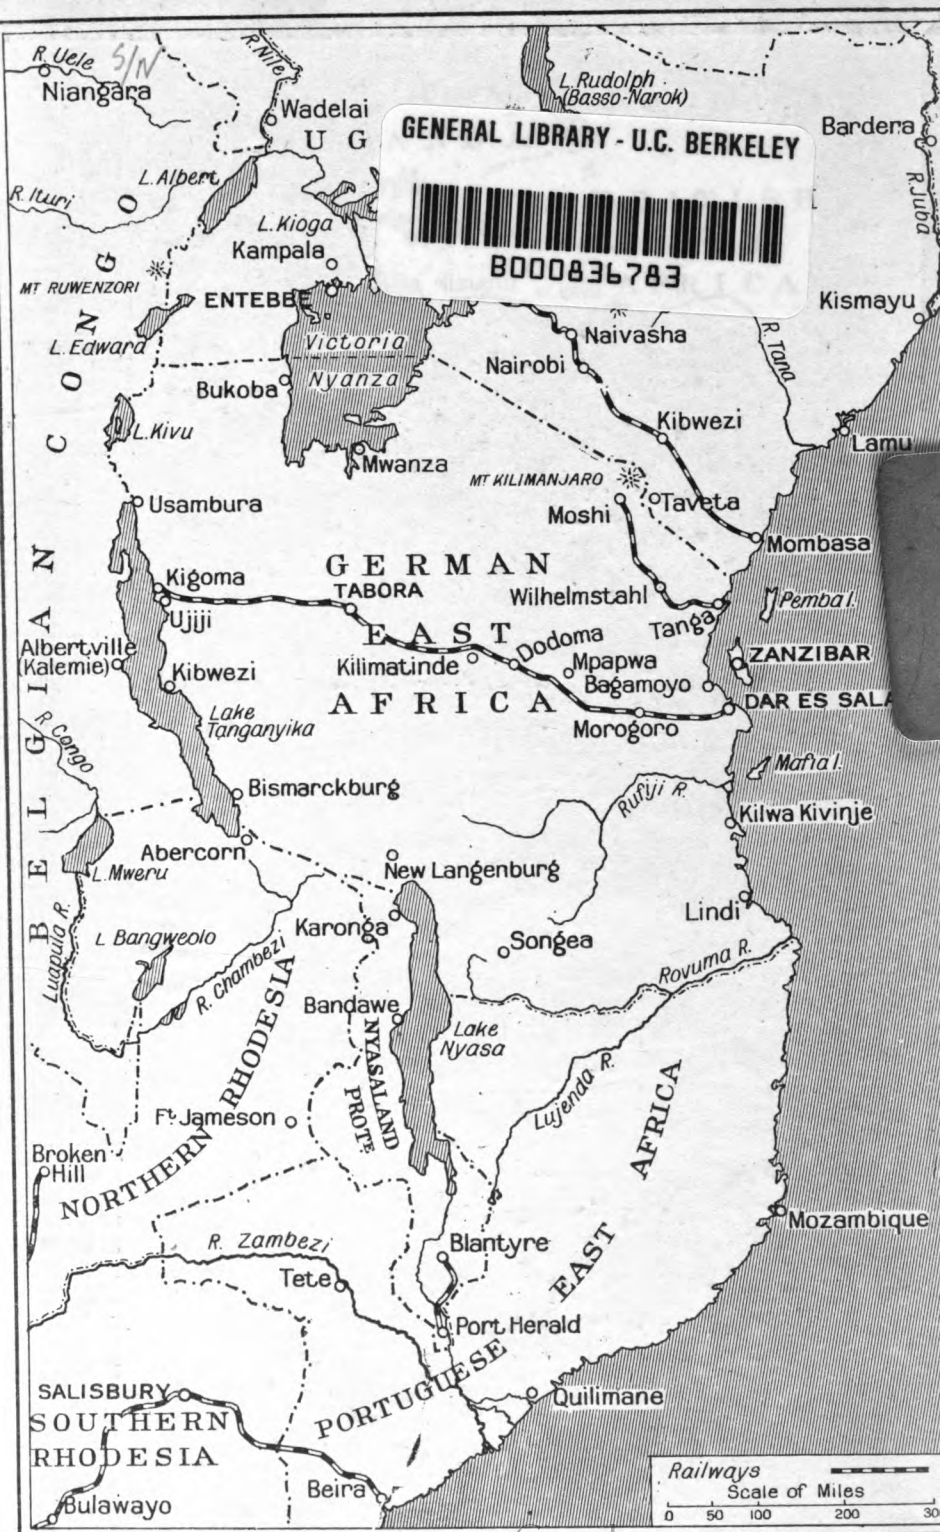 S/N
R. Uele
Niangara
R. Nile
Wadelai
U G
L. Rudolph
(Basso-Narok)
Bardera
R. Juba
GENERAL LIBRARY - U.C. BERKELEY
B000836783
R. Ituri
L. Albert
L. Kioga
Kampala
MT RUWENZORI
ENTEBBE
L. Edward
Victoria
Nyanza
Bukoba
Kismayu
R. Tana
Naivasha
Nairobi
Kibwezi
Lamu
L. Kivu
Mwanza
MT KILIMANJARO
Taveta
Moshi
Usambura
Mombasa
BELGIAN CONGO
GERMAN
EAST
AFRICA
Kigoma
TABORA
Ujiji
Wilhelmstahl
Tanga
Pemba I.
Albertville
(Kalemie)
Kibwezi
Kilimatinde
Dodoma
Mpapwa
Bagamoyo
ZANZIBAR
DAR ES SALA
Morogoro
R. Congo
Lake
Tanganyika
Mafia I.
Bismarckburg
Rufiji R.
Kilwa Kivinje
Abercorn
L. Mweru
New Langenburg
Luapula R.
L. Bangweolo
R. Chambezi
Karonga
Songea
Lindi
Rovuma R.
Bandawe
Lake
Nyasa
NYASALAND
PROTE
Lujenda R.
Ft Jameson
NORTHERN RHODESIA
Broken
Hill
Mozambique
R. Zambezi
Blantyre
Tete
Port Herald
PORTUGUESE EAST AFRICA
SALISBURY
SOUTHERN
RHODESIA
Quilimane
Beira
Bulawayo
Railways
Scale of Miles
0 50 100 200 30